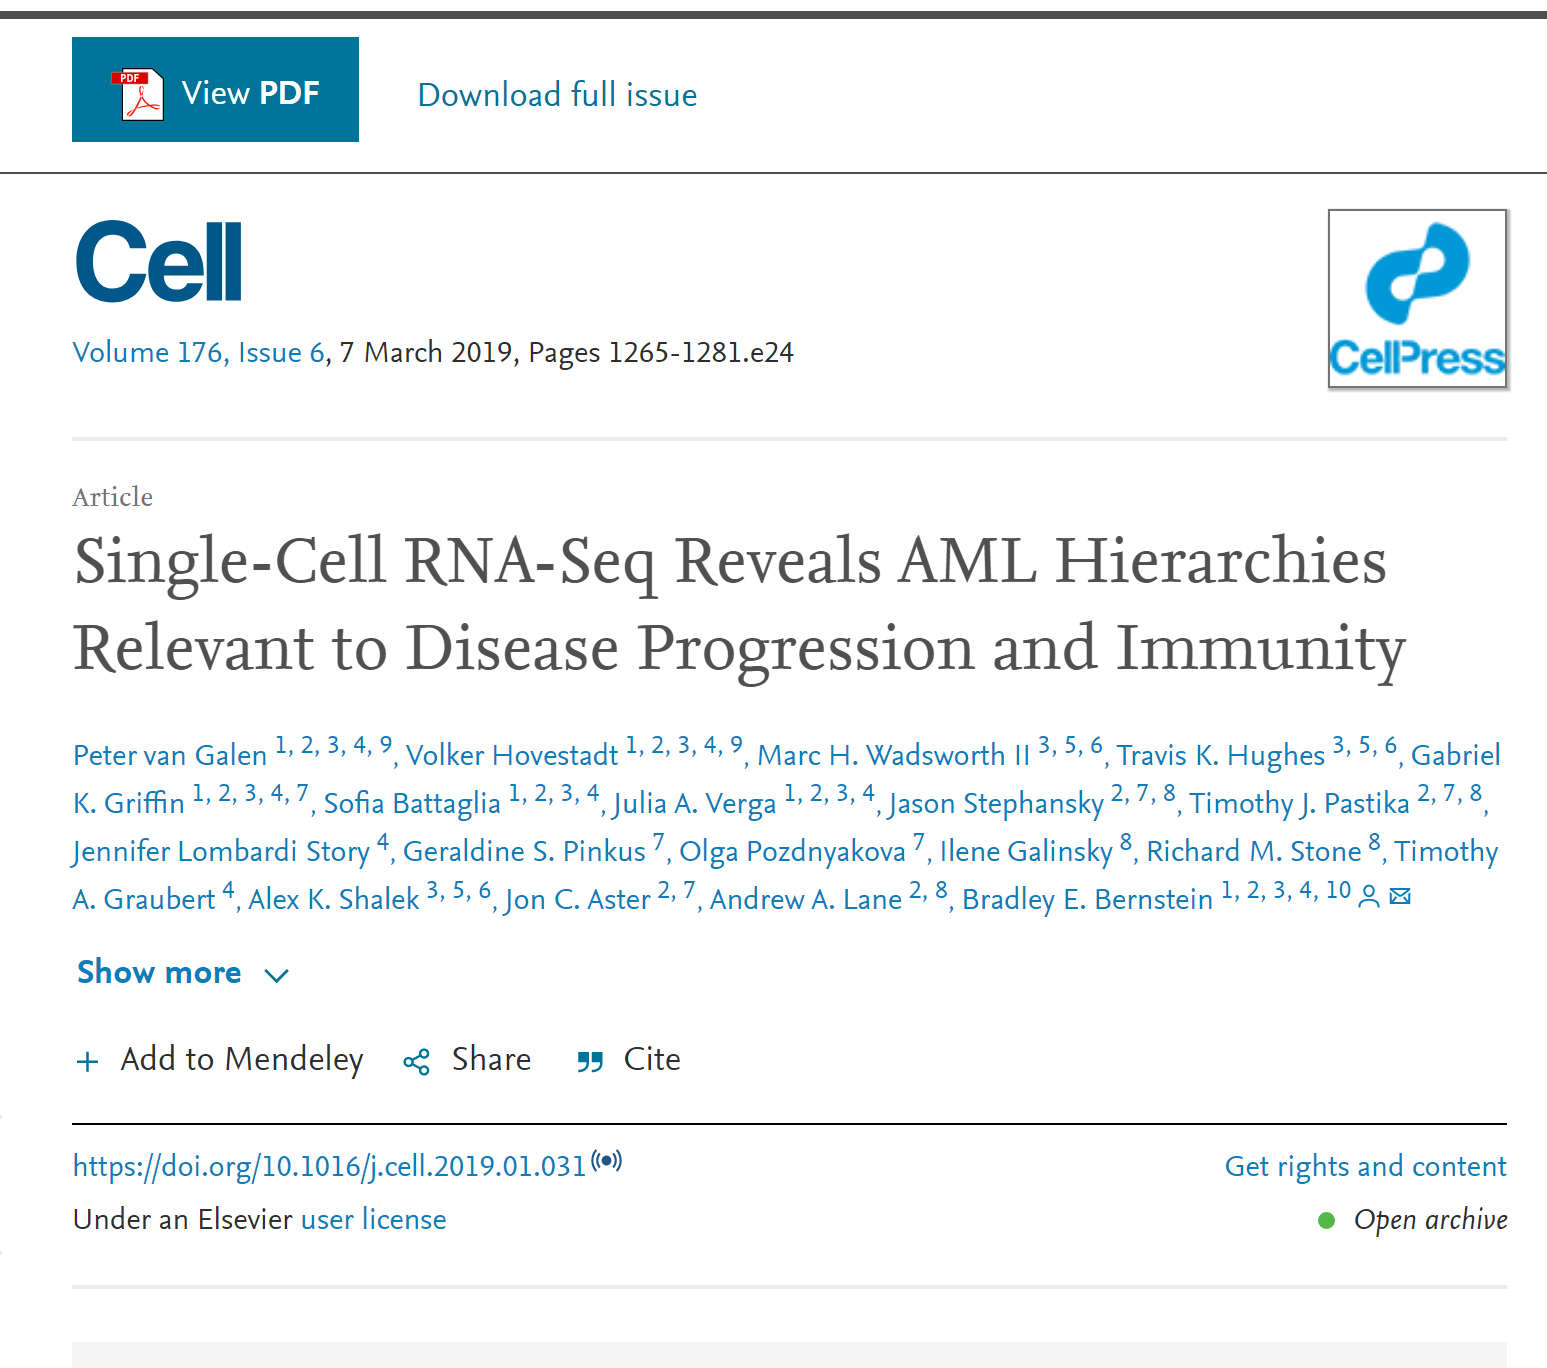 PDF
View PDF
Download full issue
Cell
Volume 176, Issue 6, 7 March 2019, Pages 1265-1281.e24
CellPress
Article
Single-Cell RNA-Seq Reveals AML Hierarchies
Relevant to Disease Progression and Immunity
Peter van Galen 1, 2, 3, 4, 9, Volker Hovestadt 1, 2, 3, 4, 9, Marc H. Wadsworth II 3, 5, 6, Travis K. Hughes 3, 5, 6, Gabriel
K. Griffin 1, 2, 3, 4, 7, Sofia Battaglia 1, 2, 3, 4, Julia A. Verga 1, 2, 3, 4, Jason Stephansky 2, 7, 8, Timothy J. Pastika 2, 7, 8,
Jennifer Lombardi Story 4, Geraldine S. Pinkus 7, Olga Pozdnyakova 7, Ilene Galinsky 8, Richard M. Stone 8, Timothy
A. Graubert 4, Alex K. Shalek 3, 5, 6, Jon C. Aster 2, 7, Andrew A. Lane 2, 8, Bradley E. Bernstein 1, 2, 3, 4, 10
Show more
Add to Mendeley
Share
Cite
https://doi.org/10.1016/j.cell.2019.01.031
Get rights and content
Under an Elsevier user license
Open archive